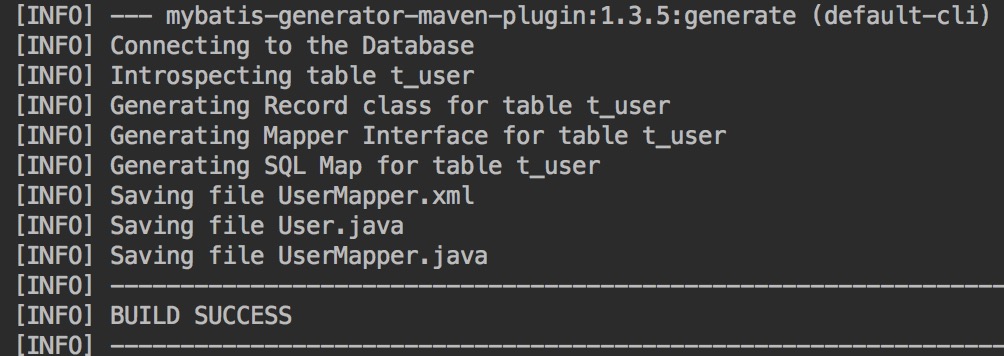 [INFO] --- mybatis-generator-maven-plugin:1.3.5:generate (default-cli)
[INFO] Connecting to the Database
[INFO] Introspecting table t_user
[INFO] Generating Record class for table t_user
[INFO] Generating Mapper Interface for table t_user
[INFO] Generating SQL Map for table t_user
[INFO] Saving file UserMapper.xml
[INFO] Saving file User.java
[INFO] Saving file UserMapper.java
[INFO] ----------------------------------------------------------------
[INFO] BUILD SUCCESS
[INFO] ----------------------------------------------------------------